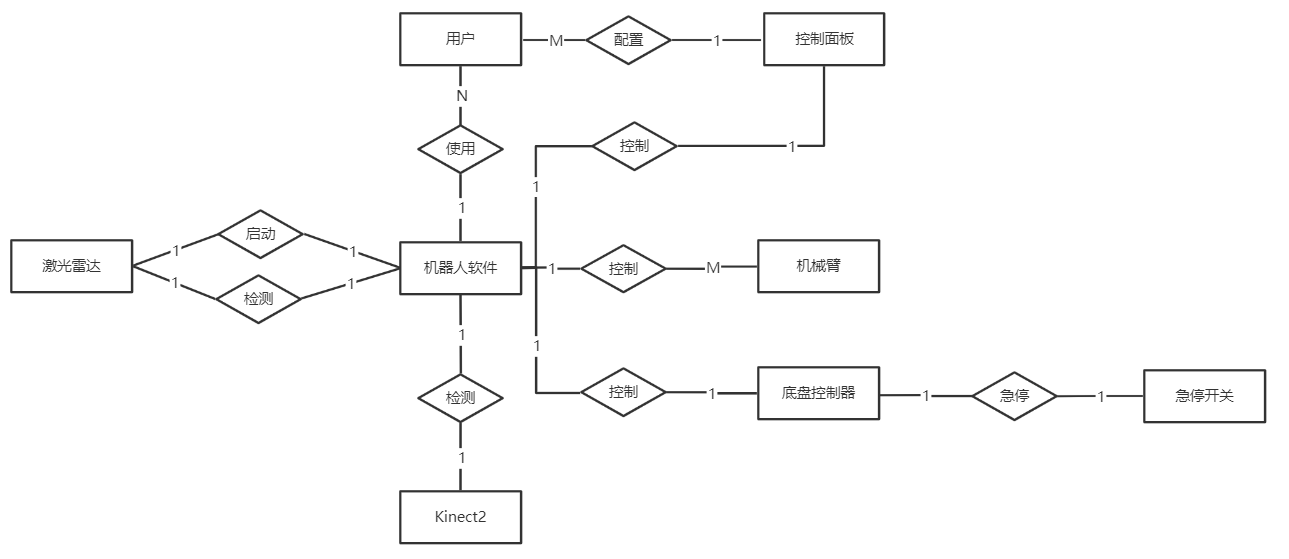 用户
M
配置
1
控制面板
N
使用
控制
1
1
1
激光雷达
1
启动
1
1
检测
1
机器人软件
1
控制
M
机械臂
1
1
控制
1
底盘控制器
1
急停
1
急停开关
检测
1
Kinect2